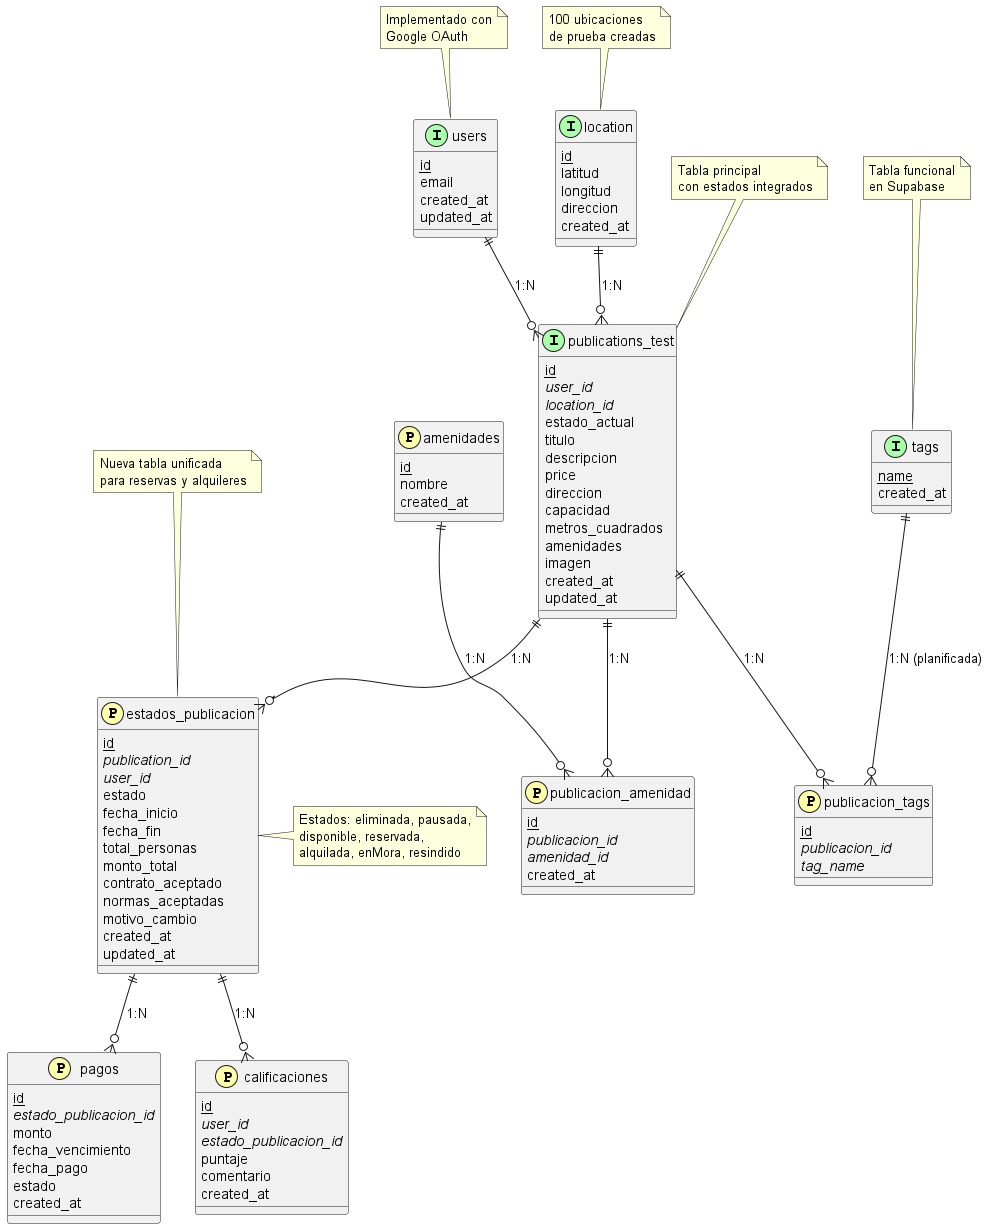 Implementado con
Google OAuth
100 ubicaciones
de prueba creadas
I users
id
email
created_at
updated_at
I location
id
latitud
longitud
direccion
created_at
Tabla principal
con estados integrados
Tabla funcional
en Supabase
1:N
1:N
I publications_test
id
user_id
location_id
estado_actual
titulo
descripcion
price
direccion
capacidad
metros_cuadrados
amenidades
imagen
created_at
updated_at
P amenidades
id
nombre
created_at
I tags
name
created_at
Nueva tabla unificada
para reservas y alquileres
1:N
1:N
1:N
1:N
1:N (planificada)
P estados_publicacion
id
publication_id
user_id
estado
fecha_inicio
fecha_fin
total_personas
monto_total
contrato_aceptado
normas_aceptadas
motivo_cambio
created_at
updated_at
Estados: eliminada, pausada,
disponible, reservada,
alquilada, enMora, resindido
P publicacion_amenidad
id
publicacion_id
amenidad_id
created_at
P publicacion_tags
id
publicacion_id
tag_name
1:N
1:N
P pagos
id
estado_publicacion_id
monto
fecha_vencimiento
fecha_pago
estado
created_at
P calificaciones
id
user_id
estado_publicacion_id
puntaje
comentario
created_at